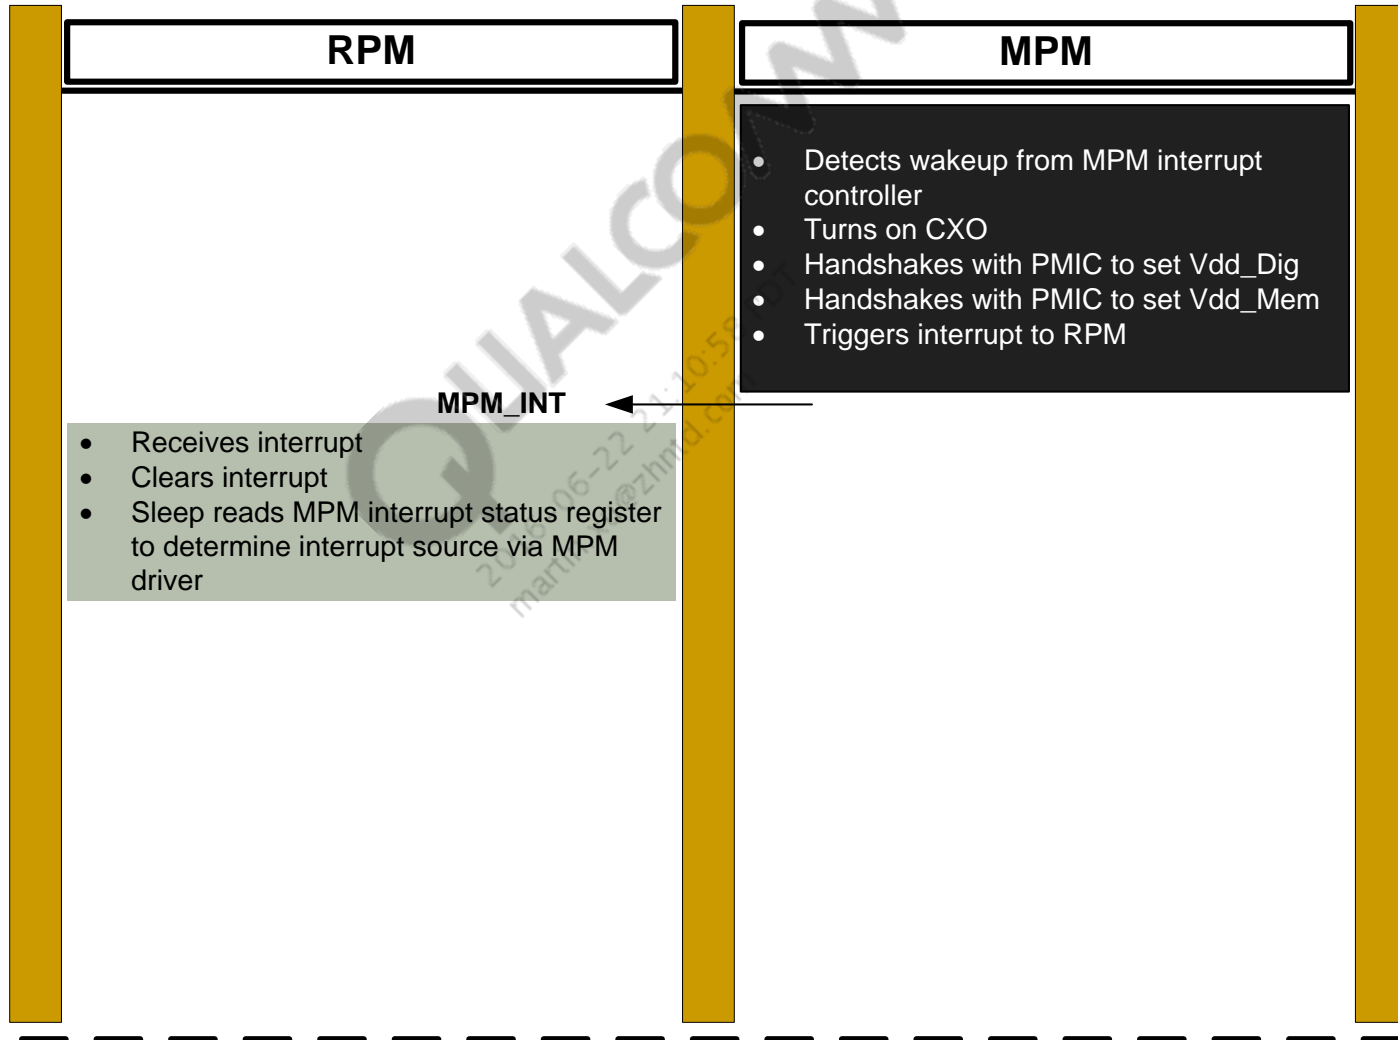 RPM
MPM
• Detects wakeup from MPM interrupt
controller
• Turns on CXO
• Handshakes with PMIC to set Vdd_Dig
• Handshakes with PMIC to set Vdd_Mem
• Triggers interrupt to RPM
MPM_INT
• Receives interrupt
• Clears interrupt
• Sleep reads MPM interrupt status register
to determine interrupt source via MPM
driver
QUALCOMM